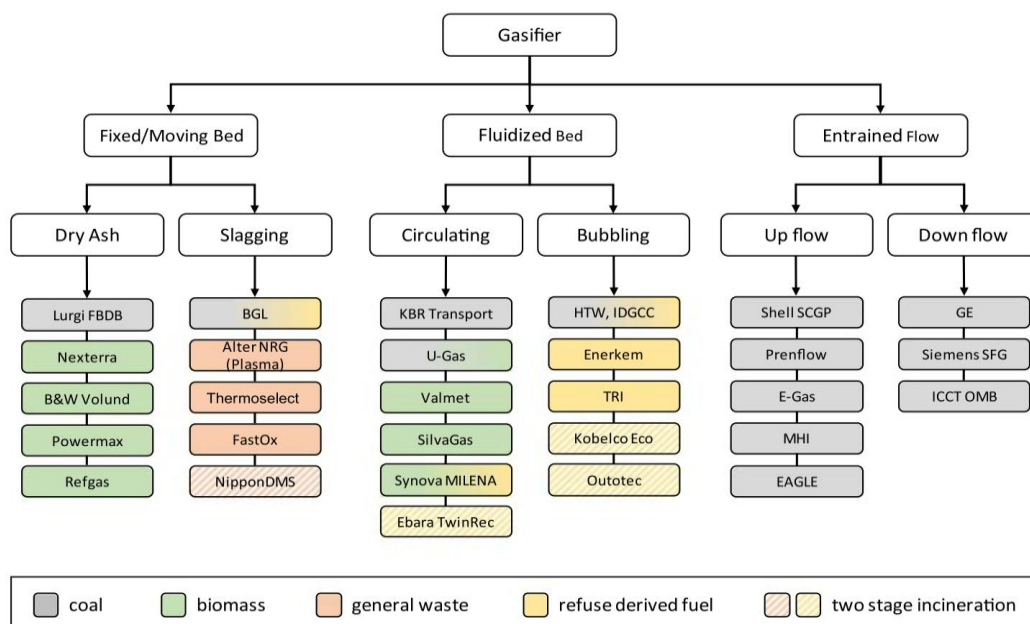 Gasifier
Fixed/Moving Bed
Fluidized Bed
Entrained Flow
Dry Ash
Slagging
Circulating
Bubbling
Up flow
Down flow
Lurgi FBDB
Nexterra
B&W Volund
Powermax
Refgas
BGL
Alter NRG
(Plasma)
Thermoselect
FastOx
NipponDMS
KBR Transport
U-Gas
Valmet
SilvaGas
Synova MILENA
Ebara TwinRec
HTW, IDGCC
Enerkem
TRI
Kobelco Eco
Outotec
Shell SCGP
Prenflow
E-Gas
MHI
EAGLE
GE
Siemens SFG
ICCT OMB
coal
biomass
general waste
refuse derived fuel
two stage incineration